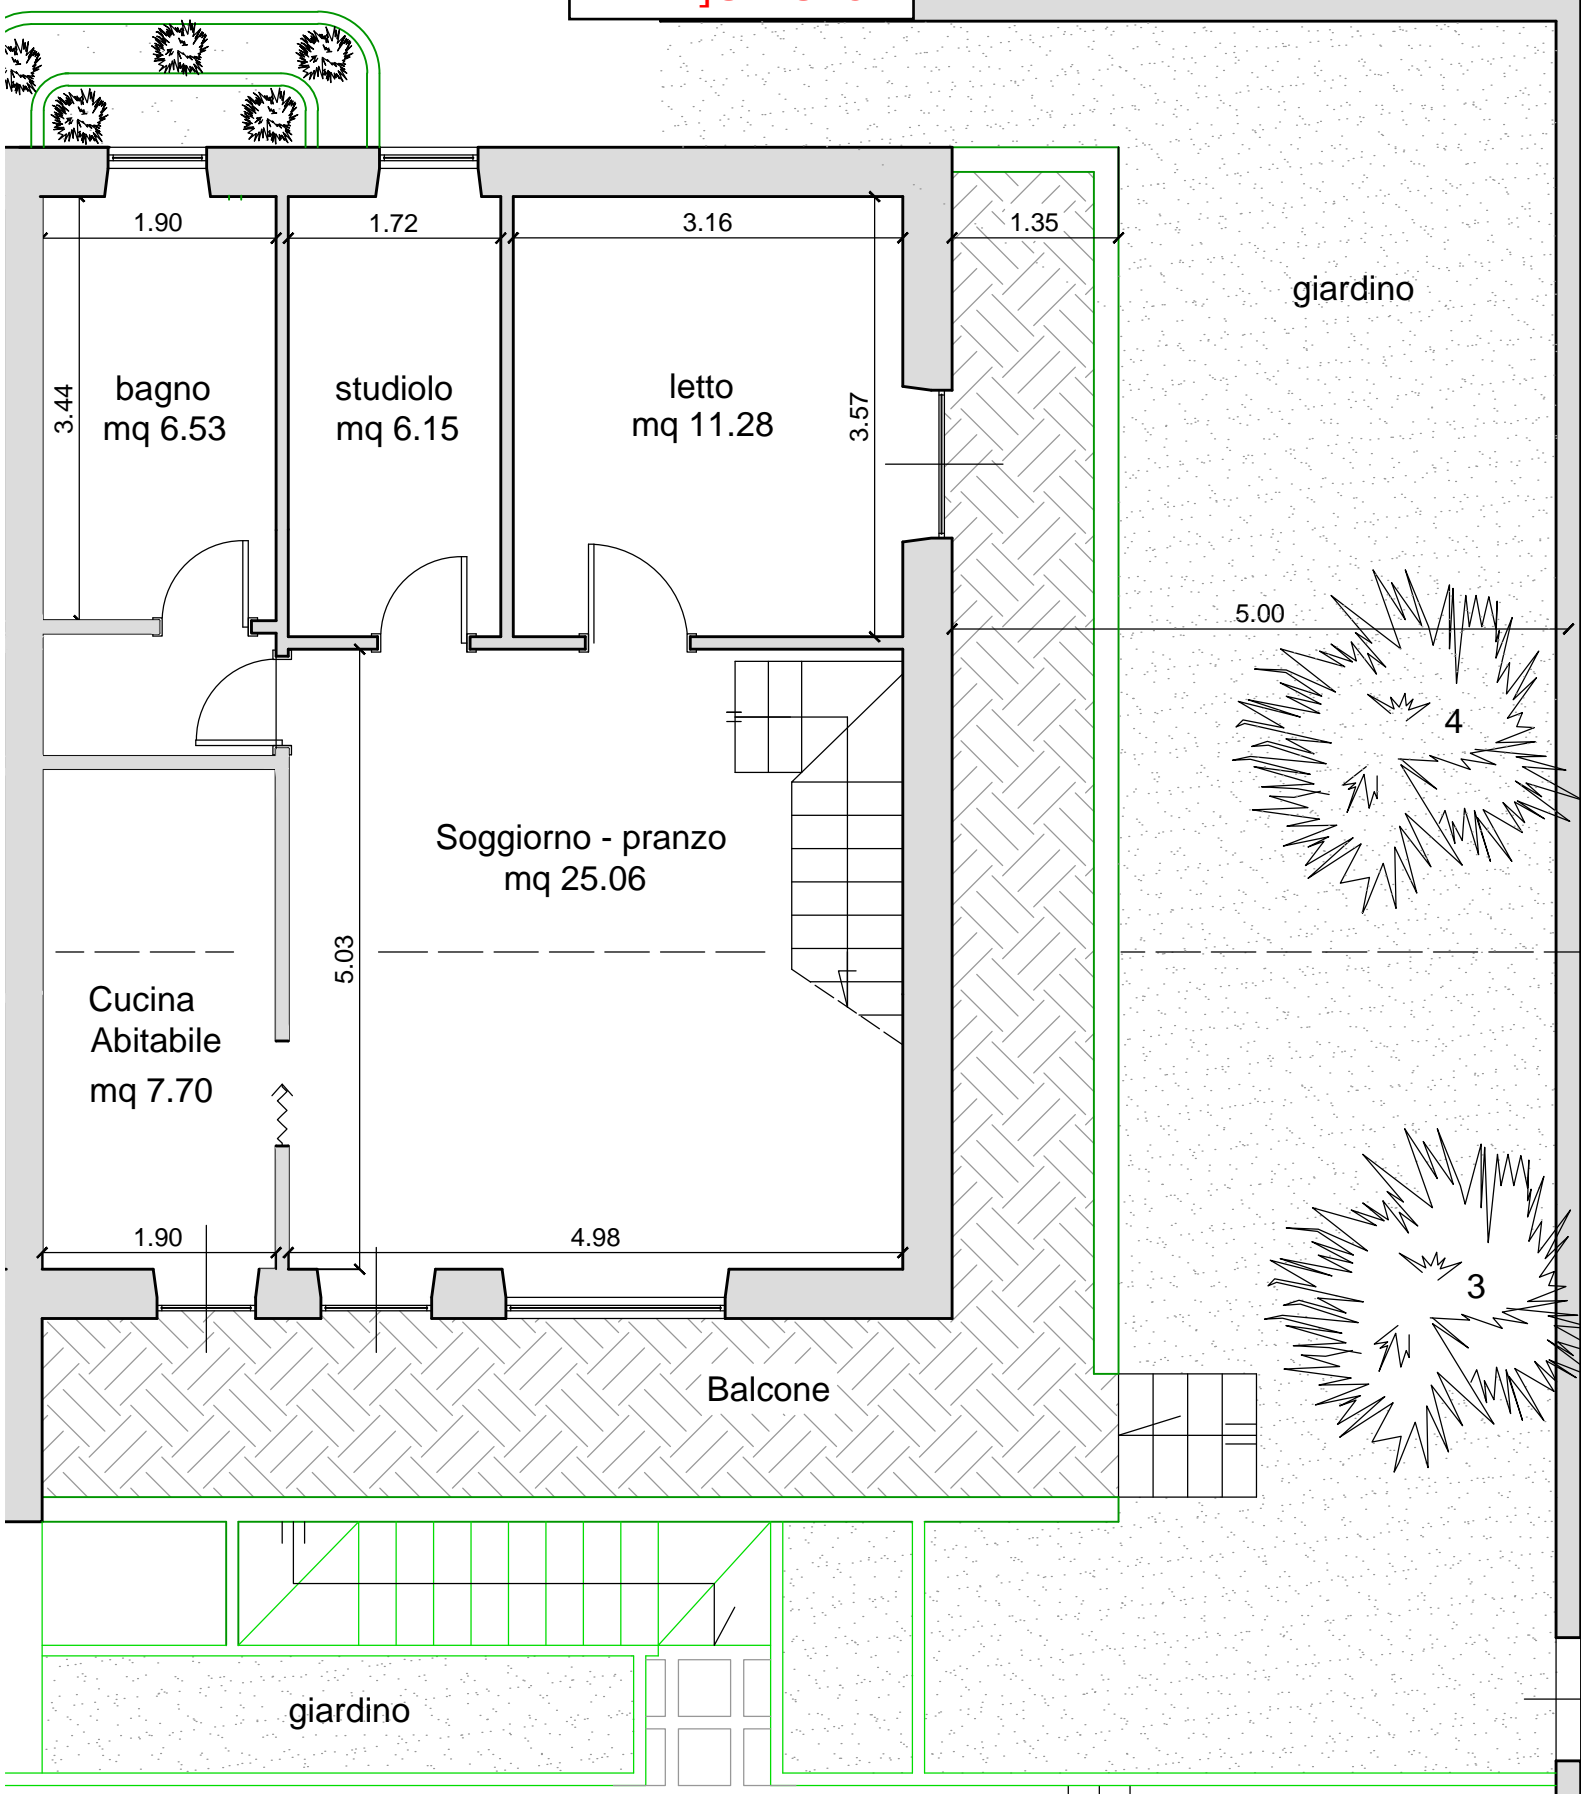 1.90
1.72
3.16
1.35
giardino
3.44
bagno
mq 6.53
studiolo
mq 6.15
letto
mq 11.28
3.57
5.00
4
Soggiorno - pranzo
mq 25.06
5.03
Cucina
Abitabile
mq 7.70
1.90
4.98
3
Balcone
giardino